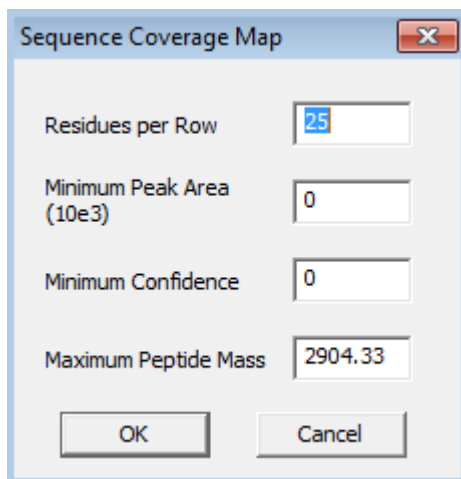 Sequence Coverage Map
Residues per Row
25
Minimum Peak Area
(10e3)
0
Minimum Confidence
0
Maximum Peptide Mass
2904.33
OK
Cancel